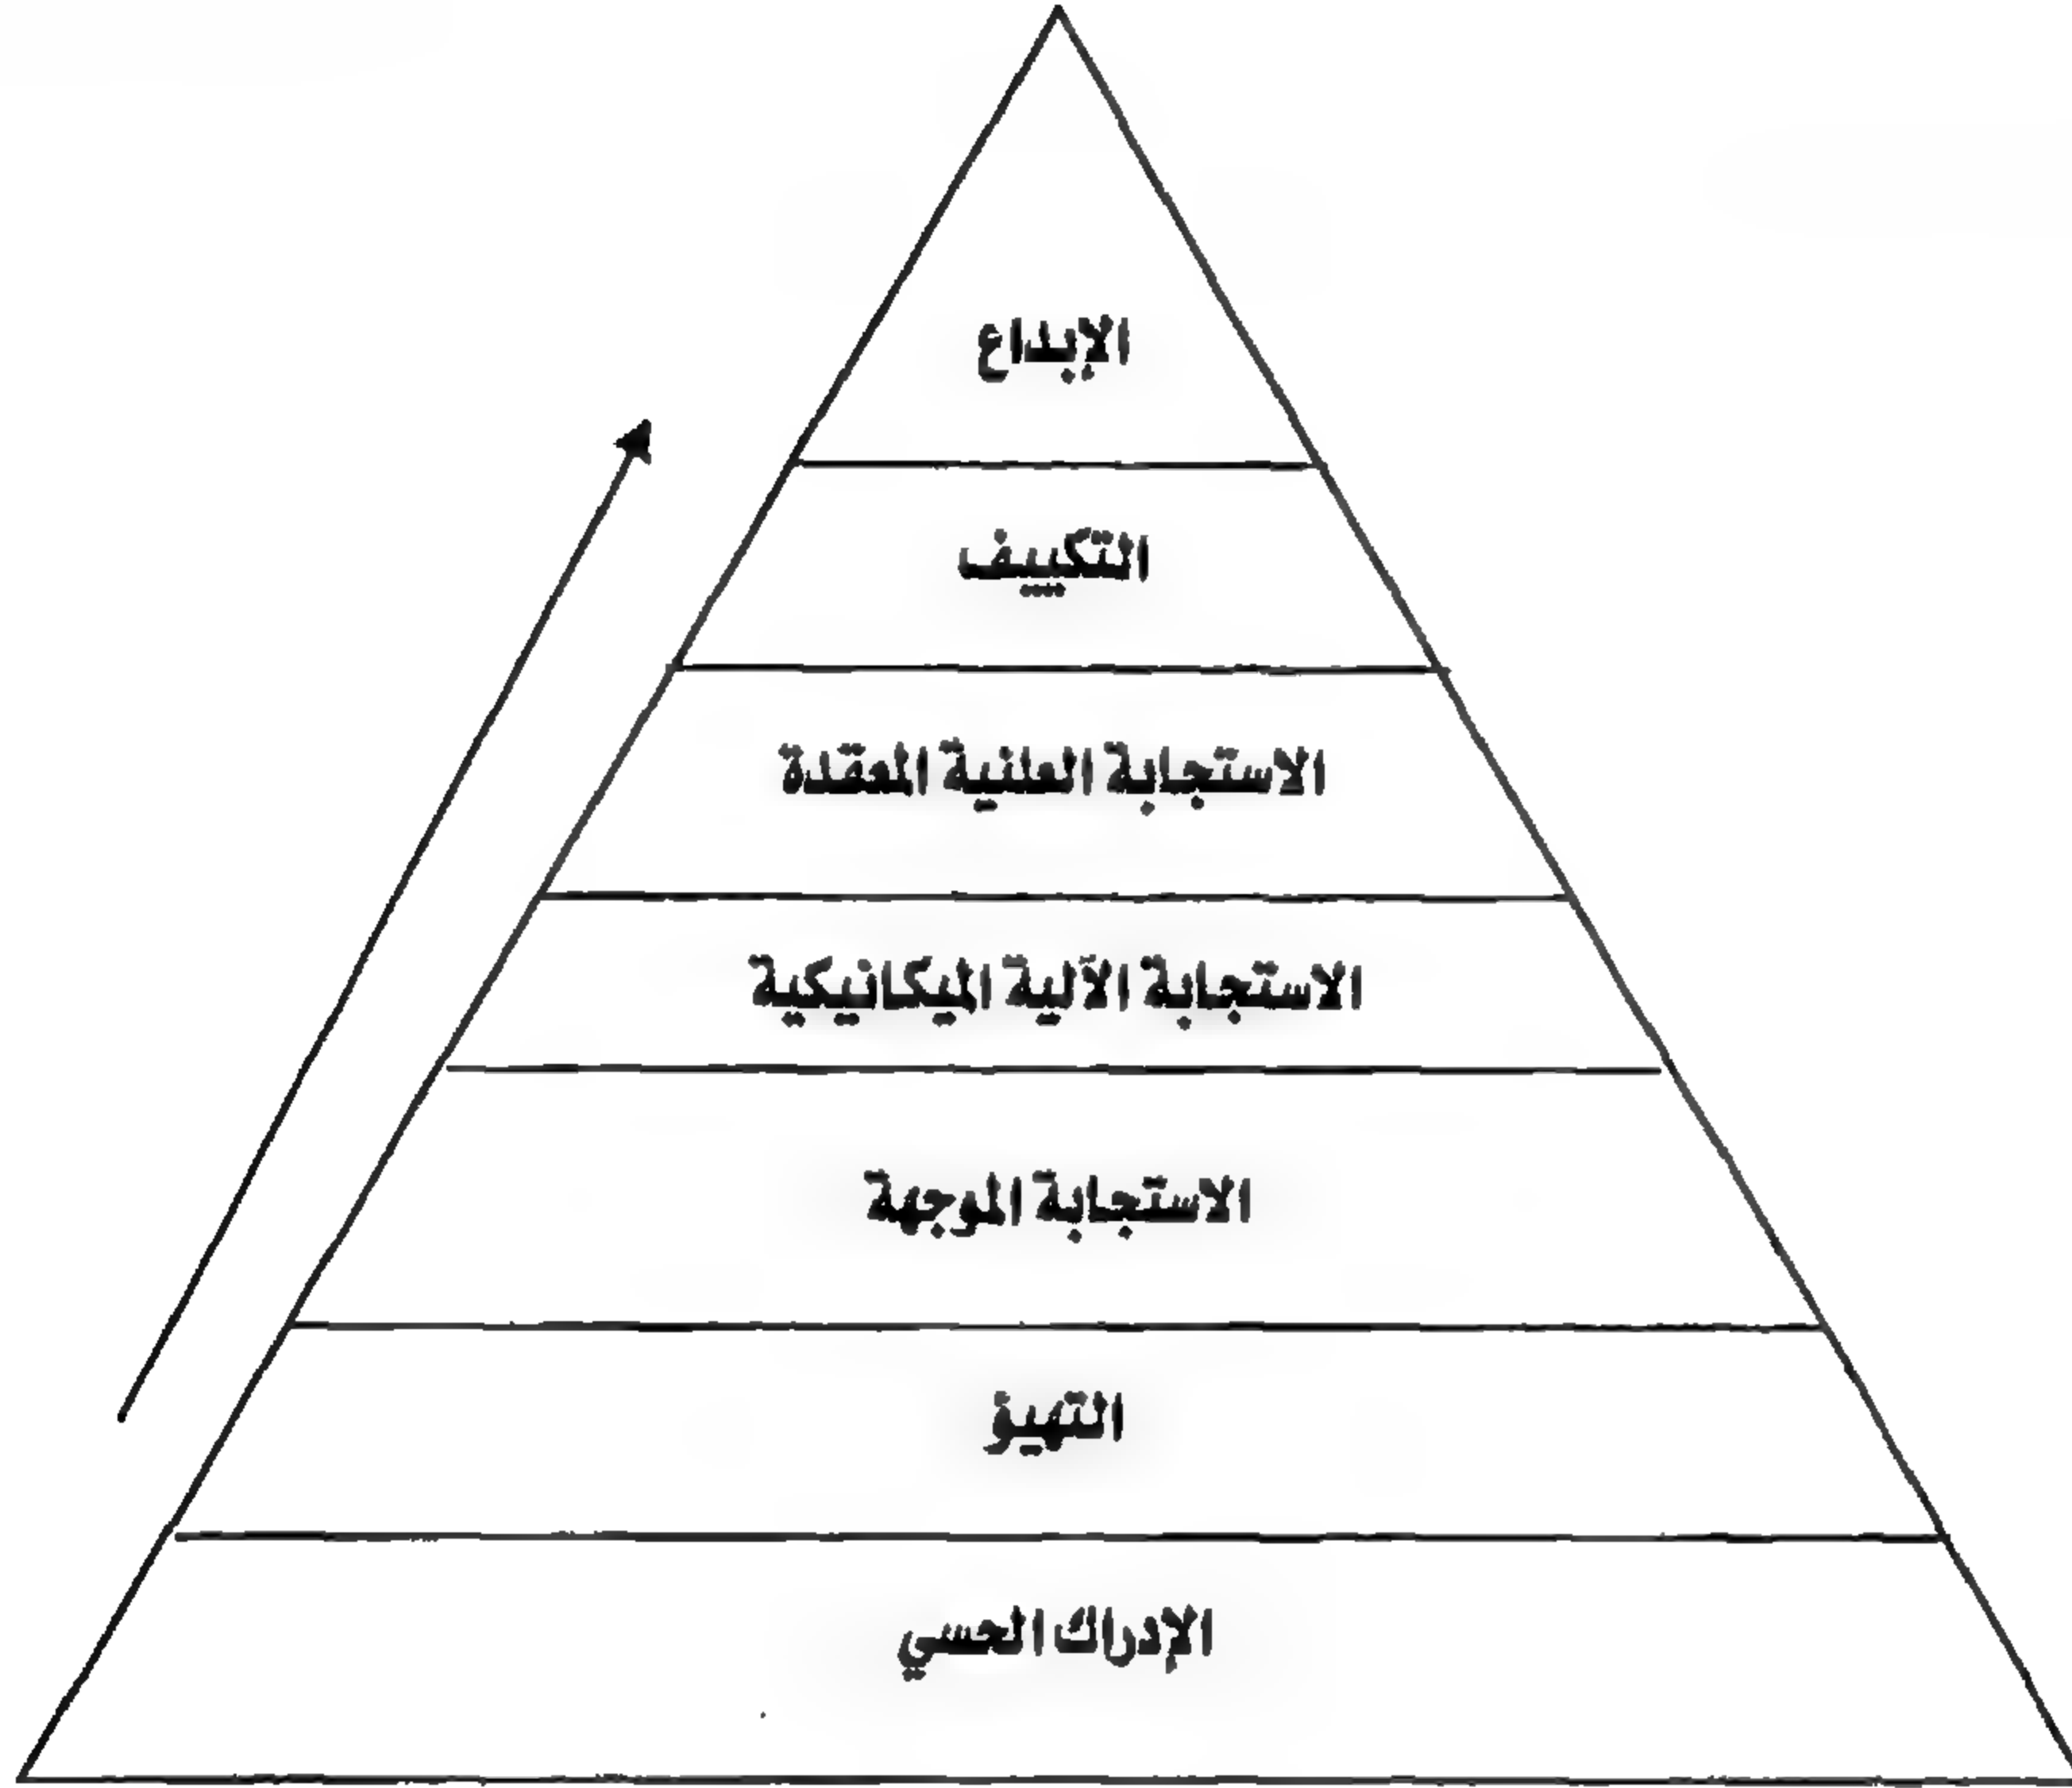 الإبداع
التكييف
الاستجابة العلنية المعقدة
الاستجابة الآلية الميكانيكية
الاستجابة الموجهة
التهيؤ
الإدراك الحسي